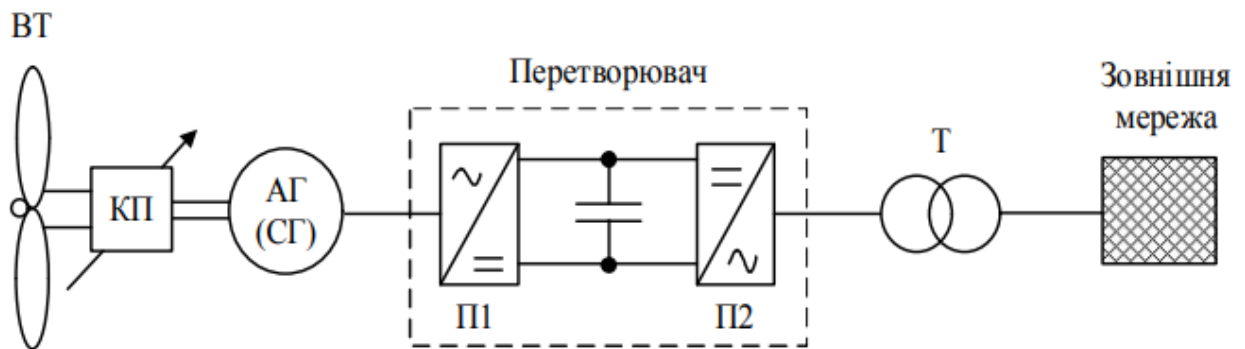 ВТ
КП
АГ
(СГ)
Перетворювач
П1
П2
Т
Зовнішня
мережа